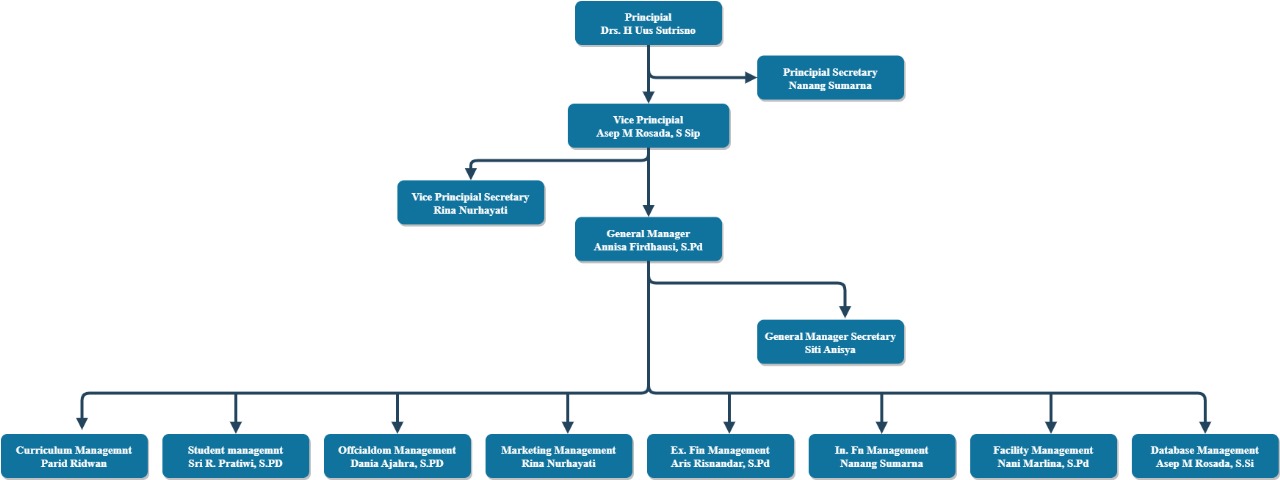 Principial
Drs. H Uus Sutrisno
Principial Secretary
Nanang Sumarna
Vice Principial
Asep M Rosada, S Sip
Vice Principial Secretary
Rina Nurhayati
General Manager
Annisa Firdhausi, S.Pd
General Manager Secretary
Siti Anisya
Curriculum Managemnt
Parid Ridwan
Student managemnt
Sri R. Pratiwi, S.PD
Offcialdom Management
Dania Ajahra, S.PD
Marketing Management
Rina Nurhayati
Ex. Fin Management
Aris Risnandar, S.Pd
In. Fn Management
Nanang Sumarna
Facility Management
Nani Marlina, S.Pd
Database Management
Asep M Rosada, S.Si